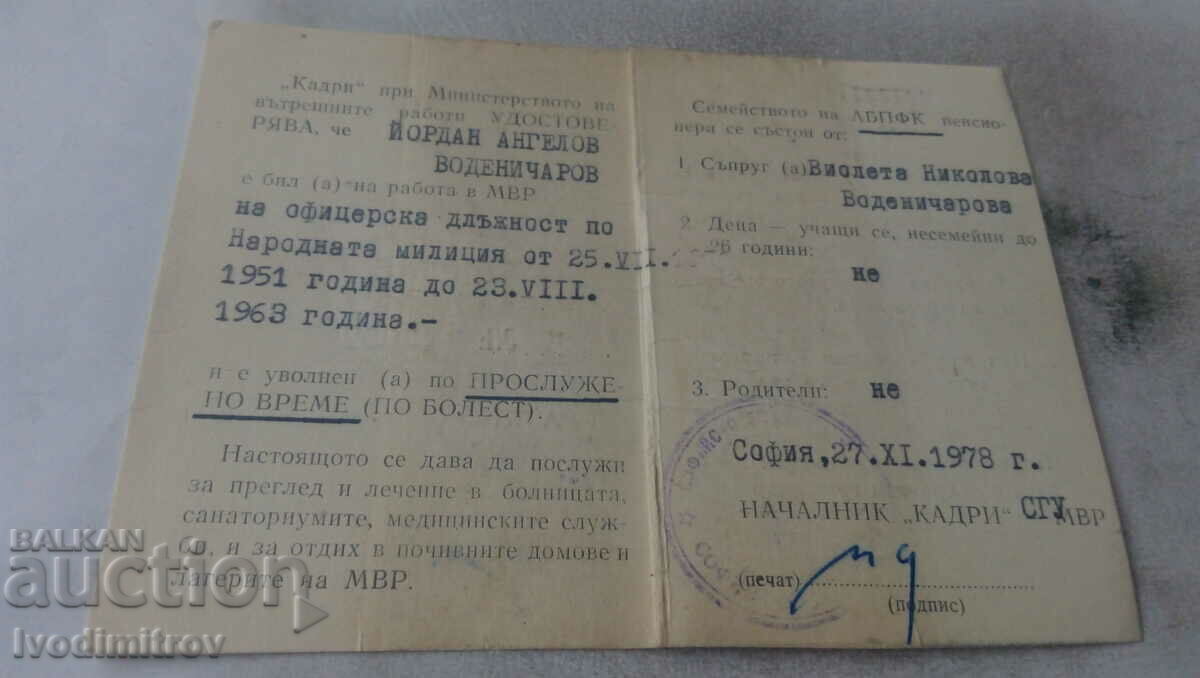 „Кадри“ при Министерството на
вътрешните работи УДОСТОВЕ-
РЯВА, че ЙОРДАН АНГЕЛОВ
ВОДЕНИЧАРОВ
е бил (а) на работа в МВР
на офицерска длъжност по
Народната милиция от 25.VII.
1951 година до 23.VIII.
1963 година.-
и е уволнен (а) по ПРОСЛУЖЕ-
НО ВРЕМЕ (ПО БОЛЕСТ).
Настоящото се дава да послужи
за преглед и лечение в болницата,
санаториумите, медицинските служ-
би, и за отдих в почивните домове и
лагерите на МВР.
Семейството на АБПФК пенсио-
нера се състои от:
1. Съпруг (а) Виолета Николова
Воденичарова
2. Деца — учащи се, несемейни до
26 години:
не
3. Родители: не
София, 27.XI.1978 г.
НАЧАЛНИК „КАДРИ“ СГУ МВР
(печат)
(подпис)
BALKAN
auction
Ivodimitrov